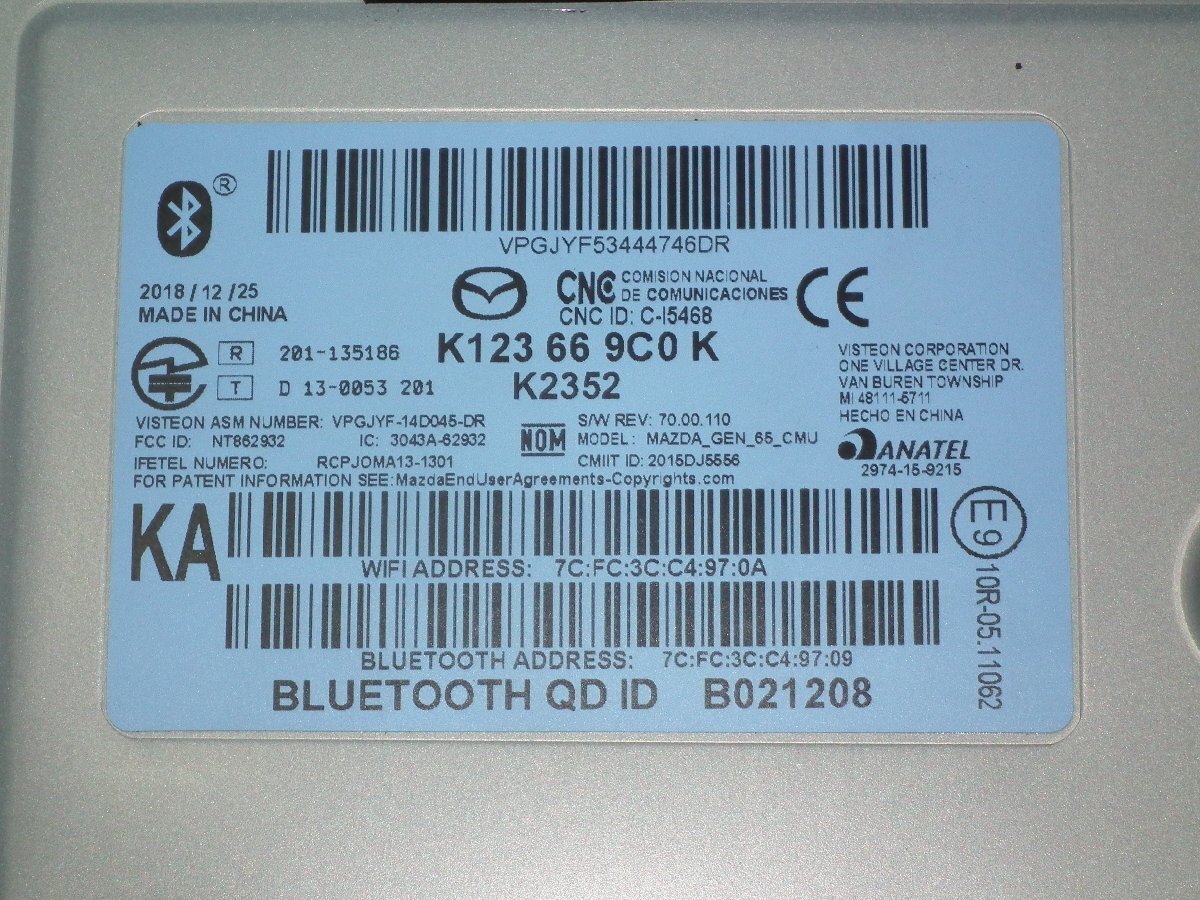 ®
VPGJYF53444746DR
2018 / 12 / 25
MADE IN CHINA
CNC COMISION NACIONAL
DE COMUNICACIONES
CNC ID: C-I5468
CE
R 201-135186
K123 66 9C0 K
T D 13-0053 201
K2352
VISTEON CORPORATION
ONE VILLAGE CENTER DR.
VAN BUREN TOWNSHIP
MI 48111-5711
HECHO EN CHINA
VISTEON ASM NUMBER: VPGJYF-14D045-DR
FCC ID: NT862932 IC: 3043A-62932
NOM
S/W REV: 70.00.110
MODEL: MAZDA_GEN_65_CMU
CMIIT ID: 2015DJ5556
ANATEL
2974-15-9215
IFETEL NUMERO: RCPJOMA13-1301
FOR PATENT INFORMATION SEE: MazdaEndUserAgreements-Copyrights.com
KA
WIFI ADDRESS: 7C:FC:3C:C4:97:0A
BLUETOOTH ADDRESS: 7C:FC:3C:C4:97:09
BLUETOOTH QD ID B021208
E9 10R-05.11062